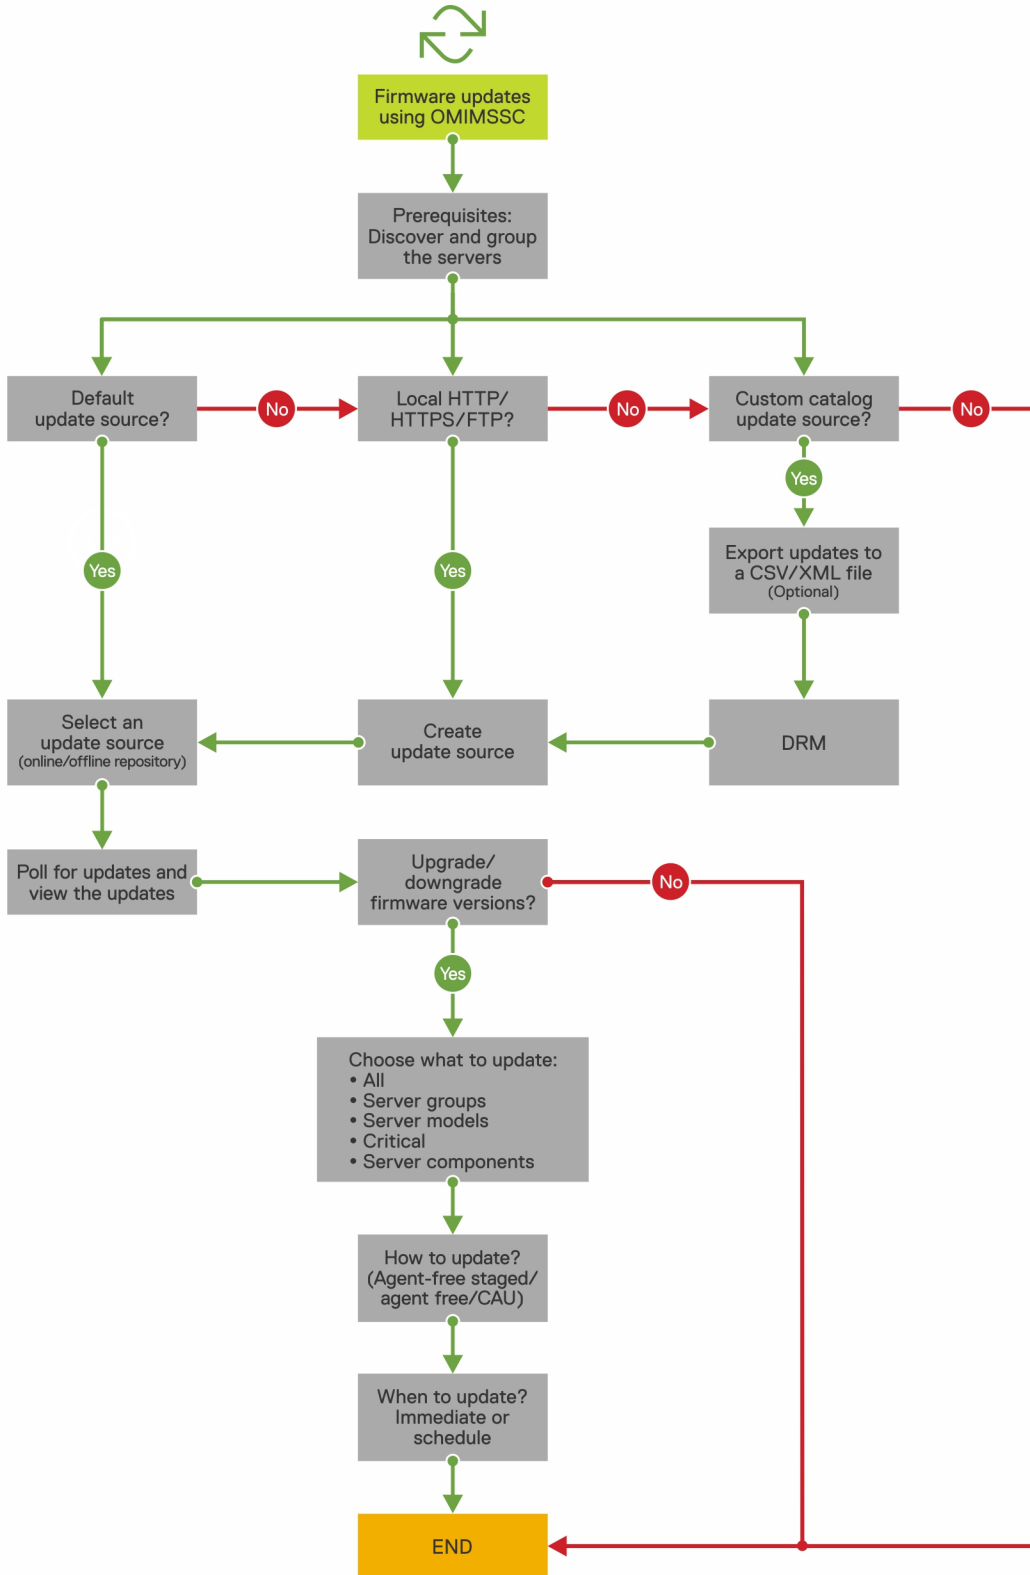 Firmware updates
using OMIMSSC
Prerequisites:
Discover and group
the servers
Default
update source?
No
Local HTTP/
HTTPS/FTP?
No
Custom catalog
update source?
No
Yes
Yes
Yes
Export updates to
a CSV/XML file
(Optional)
Select an
update source
(online/offline repository)
Create
update source
DRM
Poll for updates and
view the updates
Upgrade/
downgrade
firmware versions?
No
Yes
Choose what to update:
• All
• Server groups
• Server models
• Critical
• Server components
How to update?
(Agent-free staged/
agent free/CAU)
When to update?
Immediate or
schedule
END